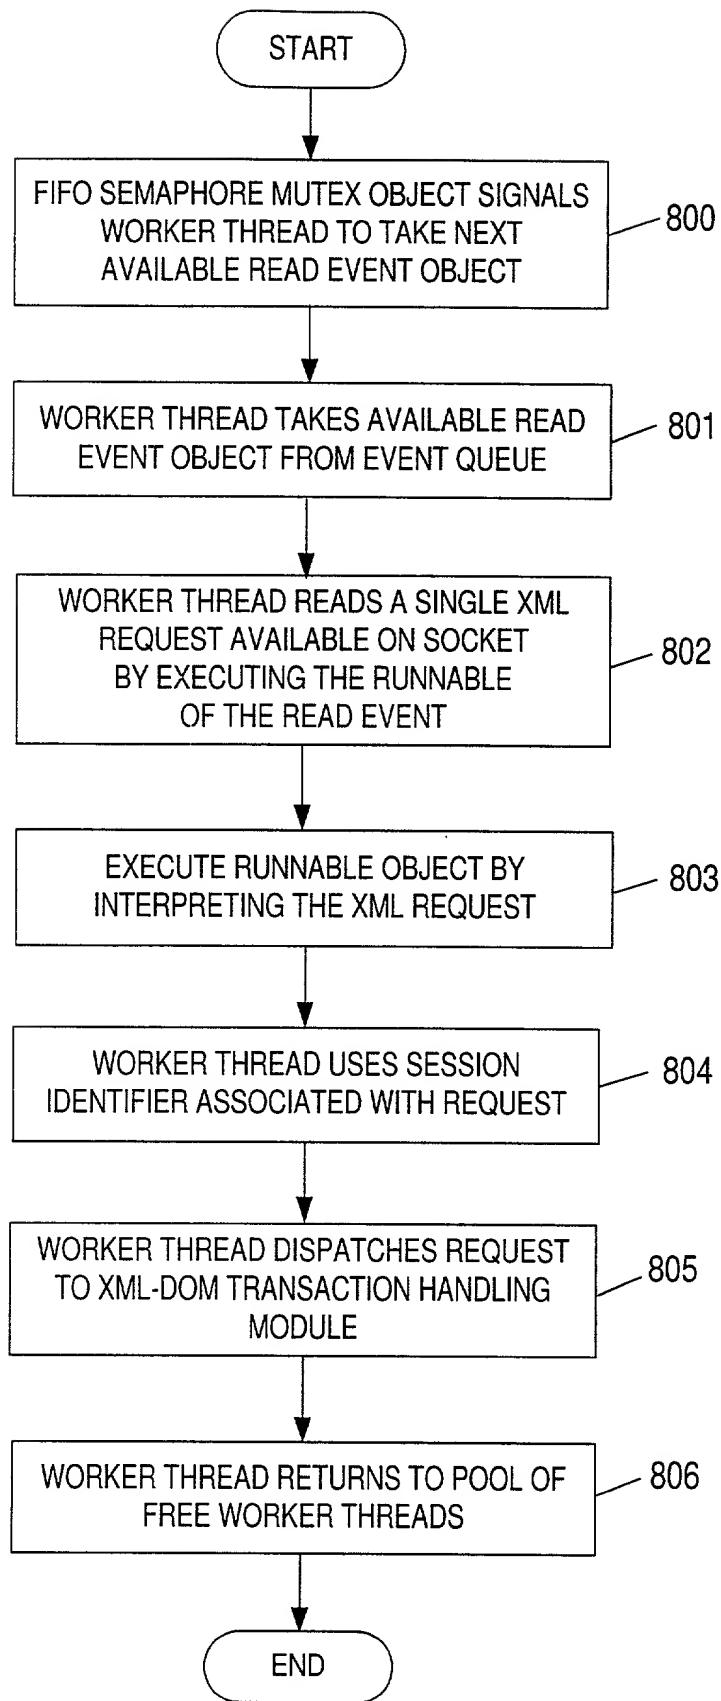 START
FIFO SEMAPHORE MUTEX OBJECT SIGNALS
WORKER THREAD TO TAKE NEXT
AVAILABLE READ EVENT OBJECT
800
WORKER THREAD TAKES AVAILABLE READ
EVENT OBJECT FROM EVENT QUEUE
801
WORKER THREAD READS A SINGLE XML
REQUEST AVAILABLE ON SOCKET
BY EXECUTING THE RUNNABLE
OF THE READ EVENT
802
EXECUTE RUNNABLE OBJECT BY
INTERPRETING THE XML REQUEST
803
WORKER THREAD USES SESSION
IDENTIFIER ASSOCIATED WITH REQUEST
804
WORKER THREAD DISPATCHES REQUEST
TO XML-DOM TRANSACTION HANDLING
MODULE
805
WORKER THREAD RETURNS TO POOL OF
FREE WORKER THREADS
806
END